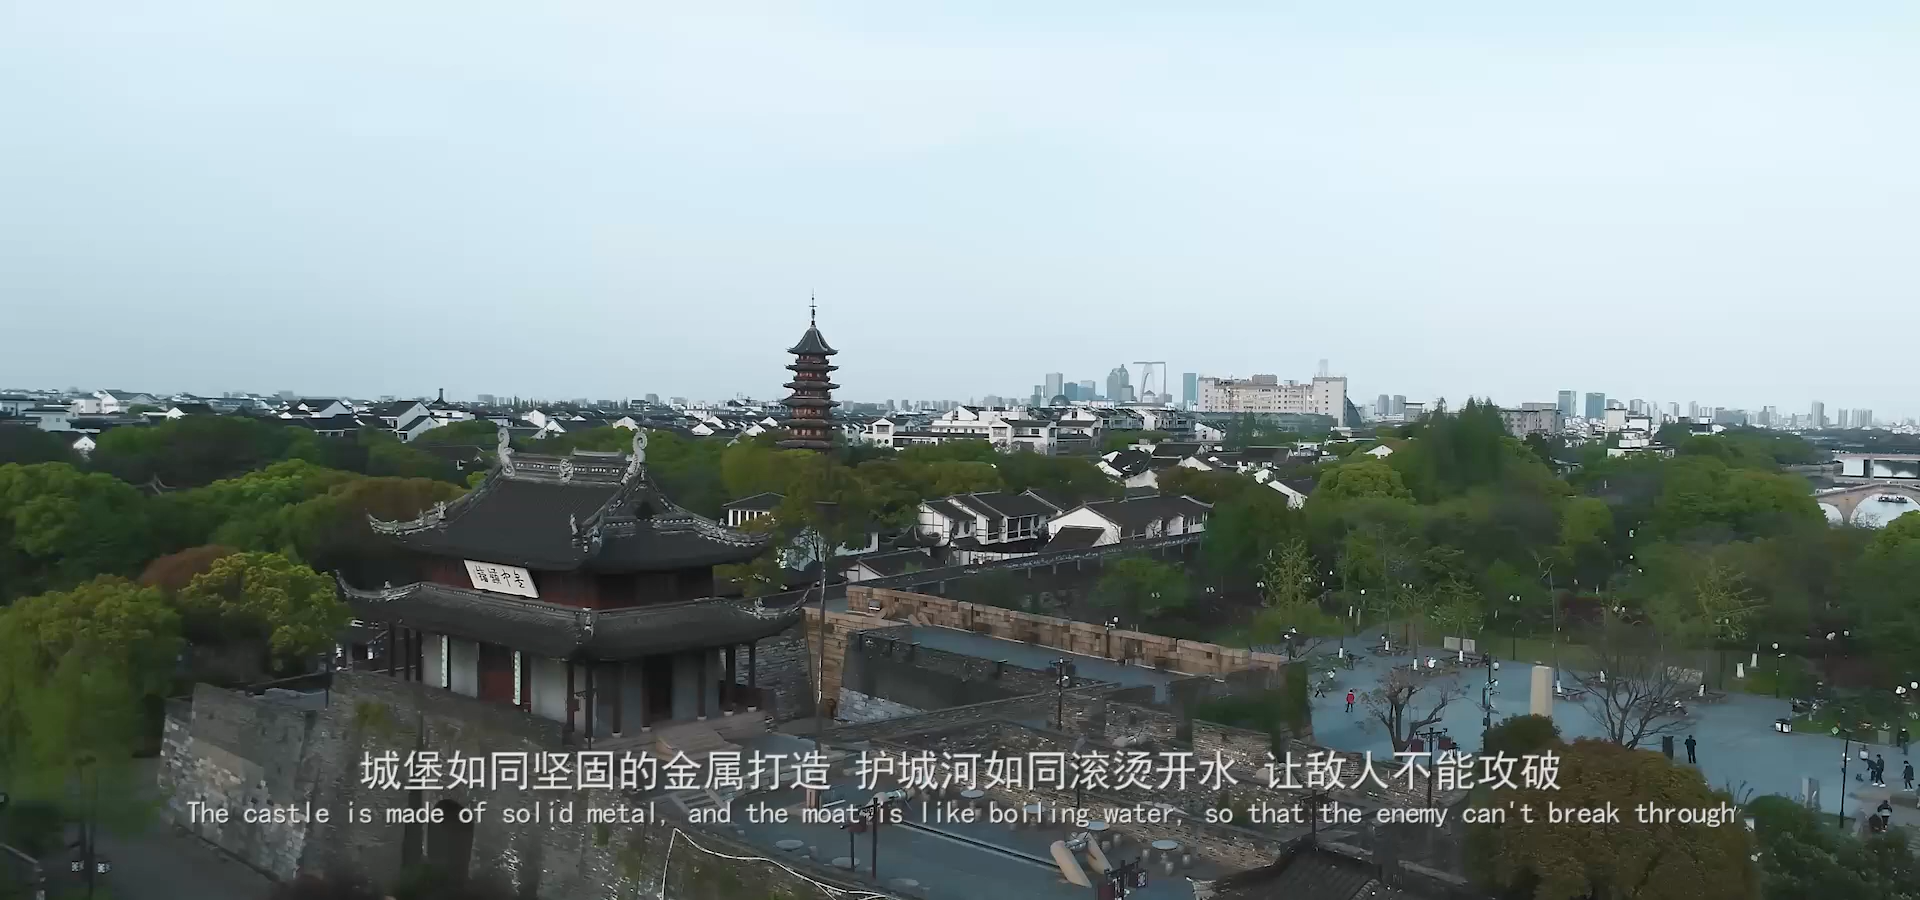 城堡如同坚固的金属打造 护城河如同滚烫开水 让敌人不能攻破
The castle is made of solid metal, and the moat is like boiling water, so that the enemy can't break through